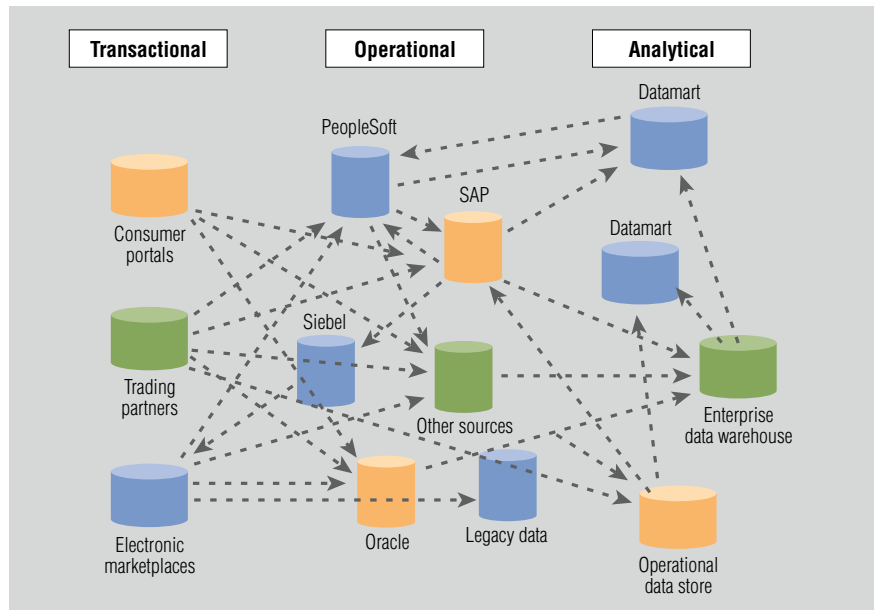 Transactional
Operational
Analytical
Datamart
PeopleSoft
SAP
Consumer
portals
Datamart
Siebel
Trading
partners
Other sources
Enterprise
data warehouse
Electronic
marketplaces
Oracle
Legacy data
Operational
data store